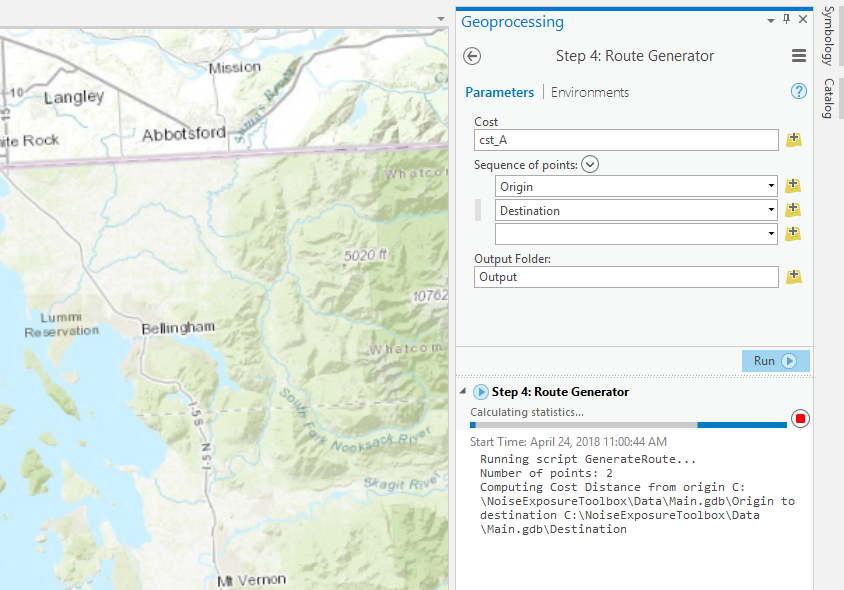 Mission
10
Langley
15
Abbotsford
Sumas Route
ite Rock
Whatcom
5020 ft
10762
Lummi
Reservation
Bellingham
Whatcom
I-5 S
N I-5
South Fork Nooksack River
Skagit River
Mt Vernon
Geoprocessing
Step 4: Route Generator
Parameters | Environments
?
Cost
cst_A
Sequence of points:
Origin
Destination
Output Folder:
Output
Run
Step 4: Route Generator
Calculating statistics...
Start Time: April 24, 2018 11:00:44 AM
Running script GenerateRoute...
Number of points: 2
Computing Cost Distance from origin C:
\NoiseExposureToolbox\Data\Main.gdb\Origin to
destination C:\NoiseExposureToolbox\Data
\Main.gdb\Destination
Symbology
Catalog